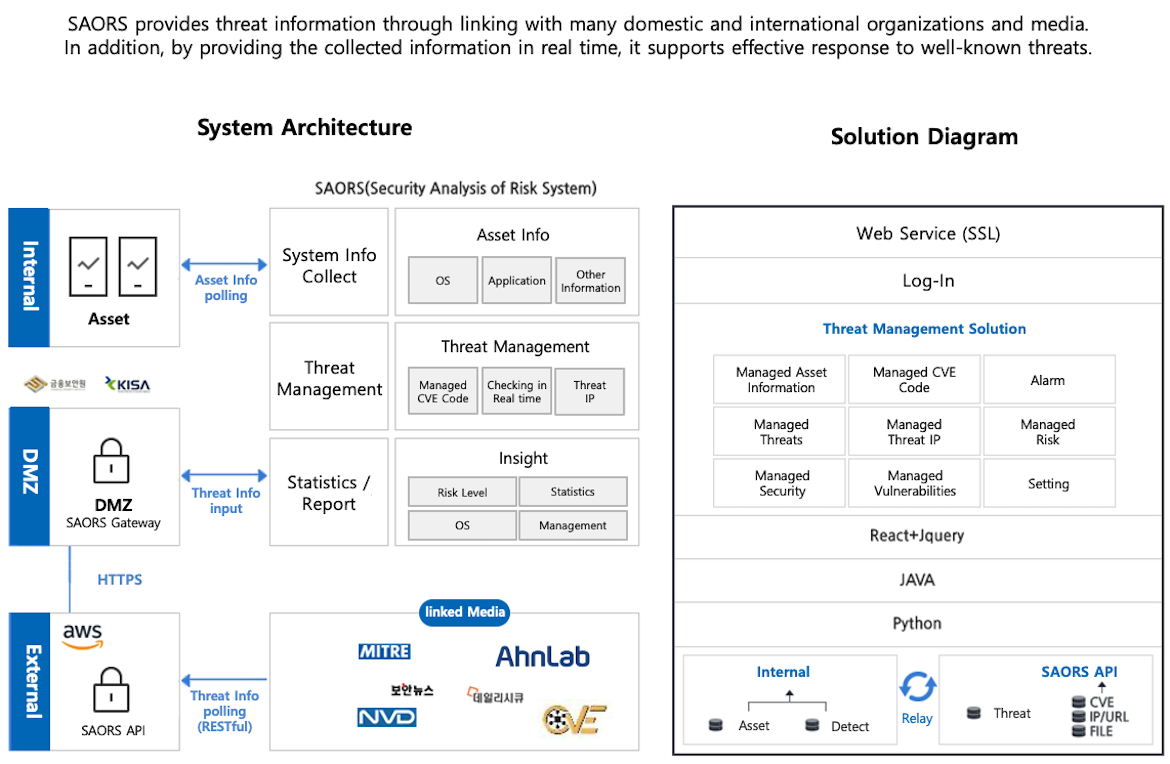 SAORS provides threat information through linking with many domestic and international organizations and media.
In addition, by providing the collected information in real time, it supports effective response to well-known threats.
System Architecture
SAORS(Security Analysis of Risk System)
Internal
Asset
Asset Info
polling
System Info
Collect
Asset Info
OS
Application
Other
Information
Threat
Management
Threat Management
Managed
CVE Code
Checking in
Real time
Threat
IP
금융보안원
KISA
DMZ
DMZ
SAORS Gateway
Threat Info
input
Statistics /
Report
Insight
Risk Level
Statistics
OS
Management
HTTPS
External
aws
SAORS API
Threat Info
polling
(RESTful)
linked Media
MITRE
AhnLab
보안뉴스
데일리시큐
NVD
CVE
Solution Diagram
Web Service (SSL)
Log-In
Threat Management Solution
Managed Asset
Information
Managed CVE
Code
Alarm
Managed
Threats
Managed
Threat IP
Managed
Risk
Managed
Security
Managed
Vulnerabilities
Setting
React+Jquery
JAVA
Python
Internal
Asset
Detect
Relay
SAORS API
Threat
CVE
IP/URL
FILE